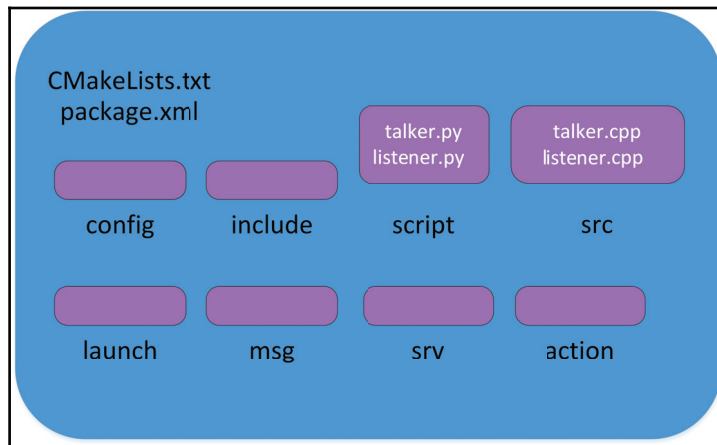 CMakeLists.txt
package.xml
talker.py
listener.py
talker.cpp
listener.cpp
config
include
script
src
launch
msg
srv
action